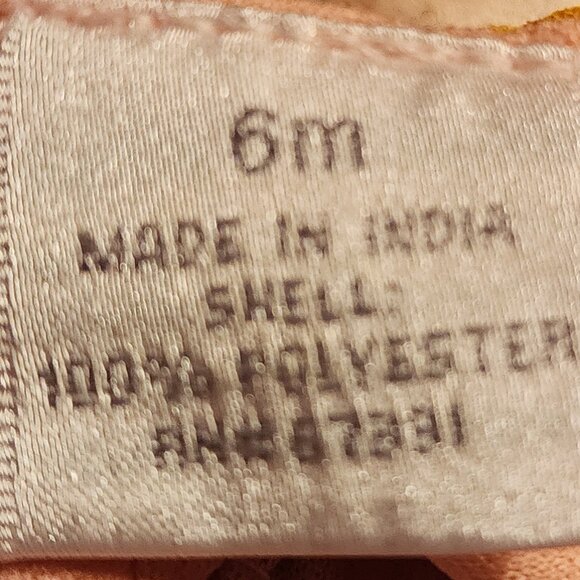 6m
MADE IN INDIA
SHELL:
100% POLYESTER